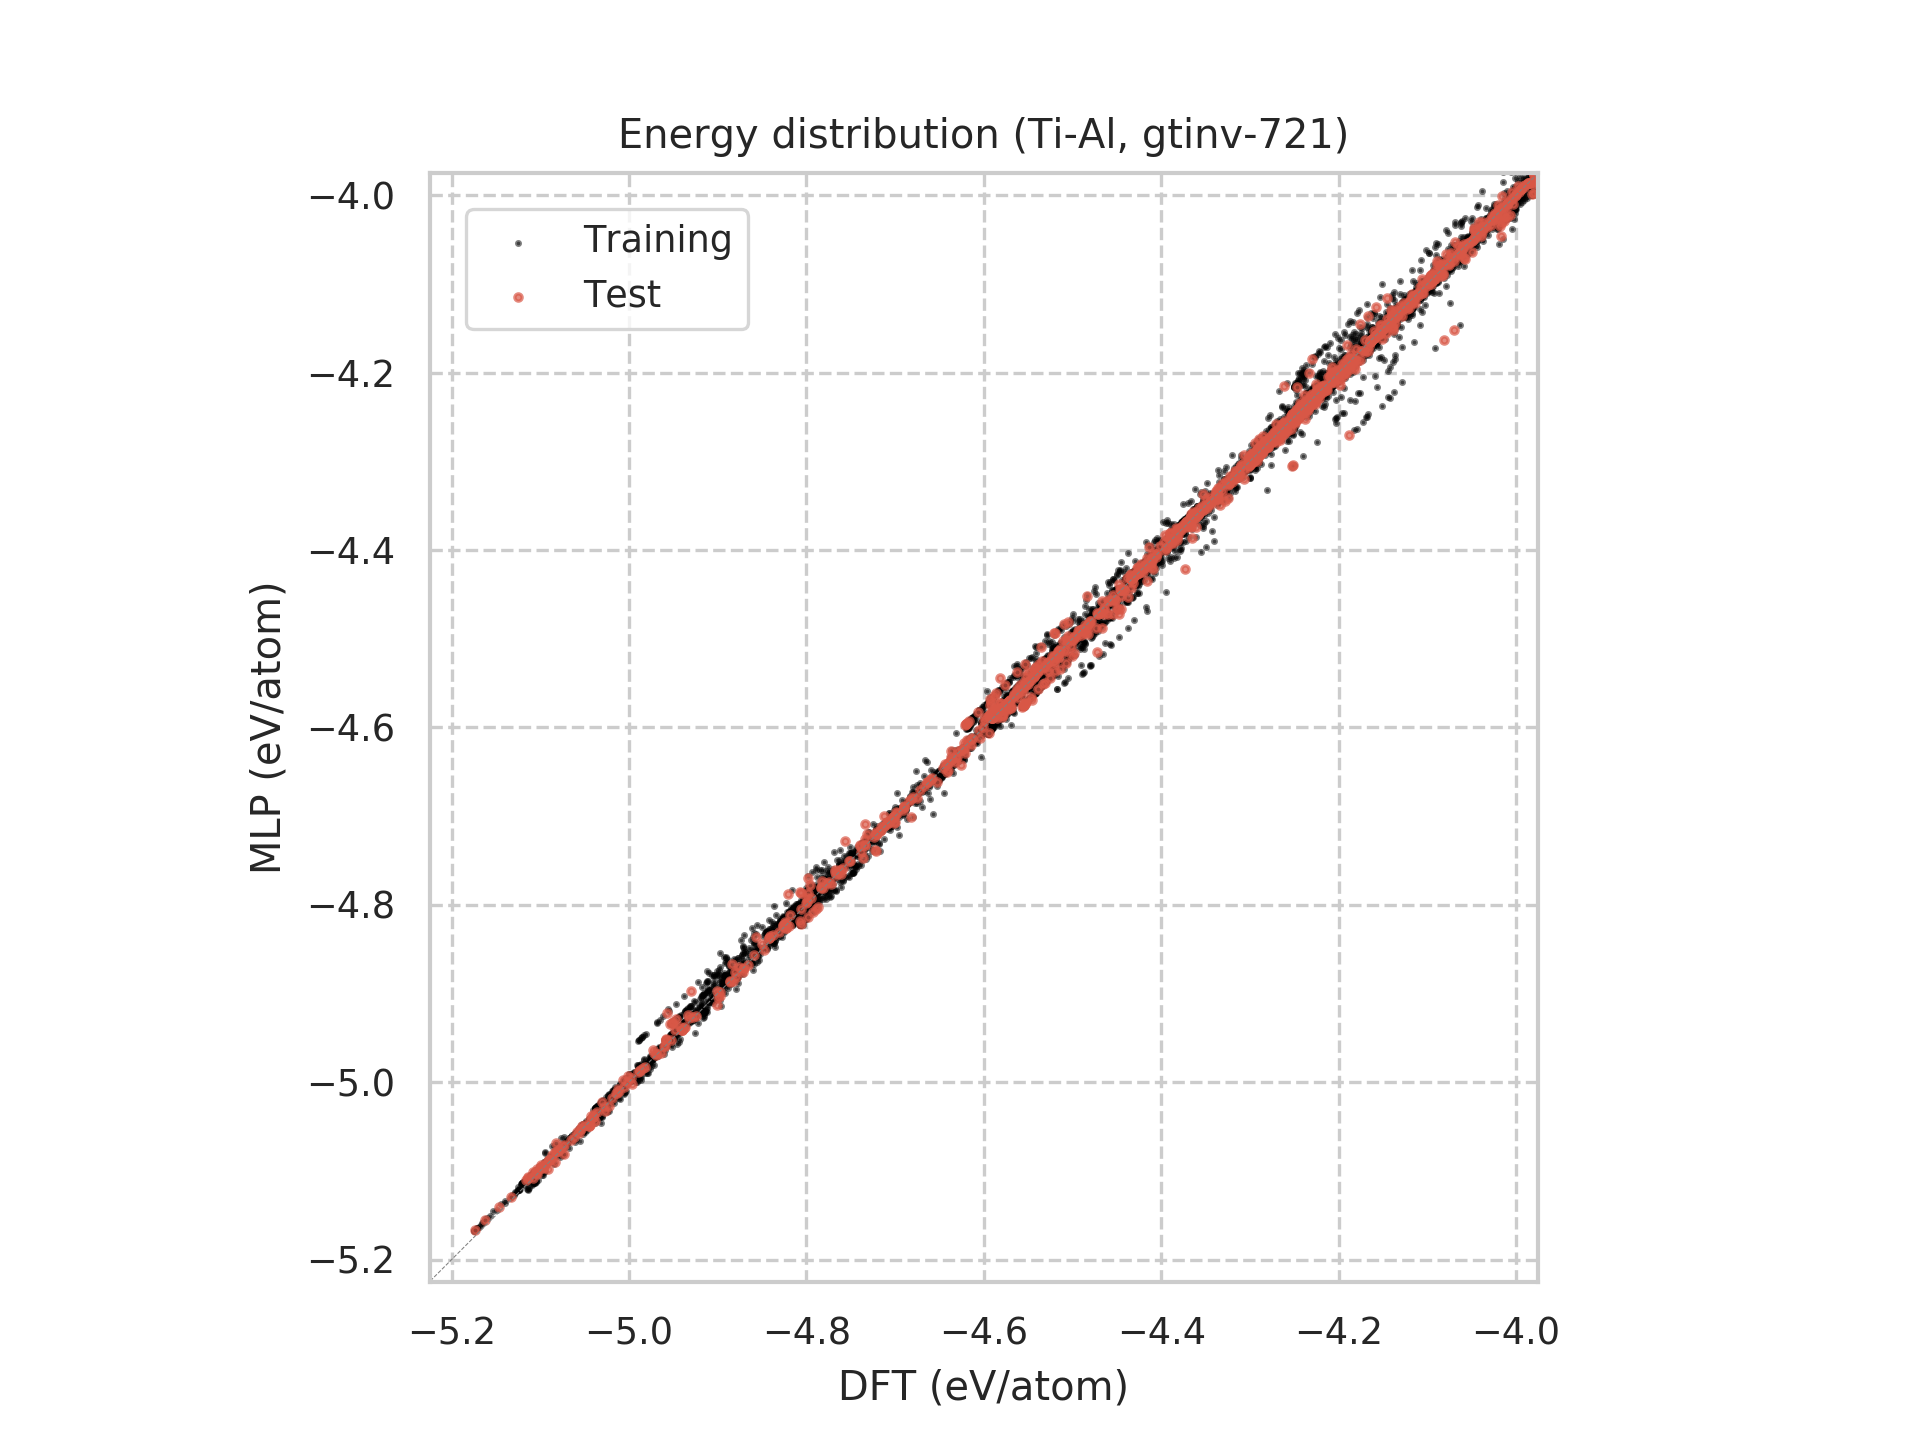 Energy distribution (Ti-Al, gtinv-721)
Training
Test
−4.0
−4.2
−4.4
−4.6
−4.8
−5.0
−5.2
MLP (eV/atom)
−5.2 −5.0 −4.8 −4.6 −4.4 −4.2 −4.0
DFT (eV/atom)